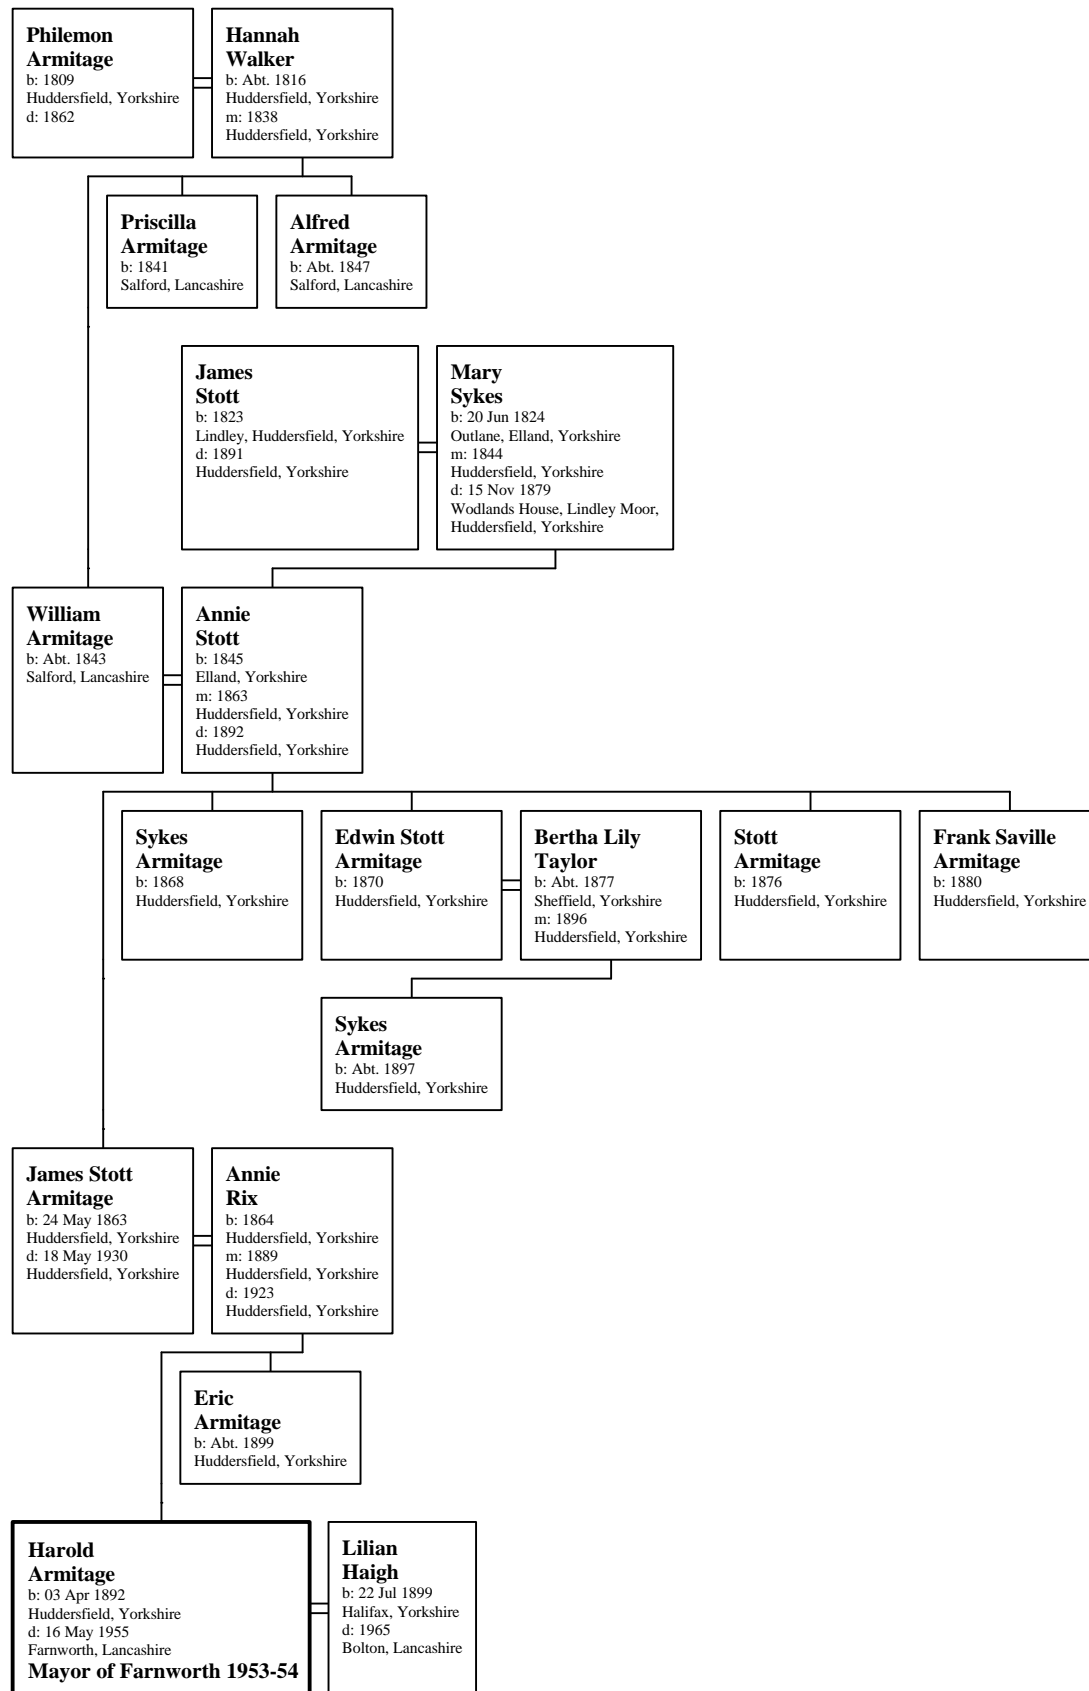 Philemon
Armitage
b: 1809
Huddersfield, Yorkshire
d: 1862
Hannah
Walker
b: Abt. 1816
Huddersfield, Yorkshire
m: 1838
Huddersfield, Yorkshire
Priscilla
Armitage
b: 1841
Salford, Lancashire
Alfred
Armitage
b: Abt. 1847
Salford, Lancashire
James
Stott
b: 1823
Lindley, Huddersfield, Yorkshire
d: 1891
Huddersfield, Yorkshire
Mary
Sykes
b: 20 Jun 1824
Outlane, Elland, Yorkshire
m: 1844
Huddersfield, Yorkshire
d: 15 Nov 1879
Wodlands House, Lindley Moor,
Huddersfield, Yorkshire
William
Armitage
b: Abt. 1843
Salford, Lancashire
Annie
Stott
b: 1845
Elland, Yorkshire
m: 1863
Huddersfield, Yorkshire
d: 1892
Huddersfield, Yorkshire
Sykes
Armitage
b: 1868
Huddersfield, Yorkshire
Edwin Stott
Armitage
b: 1870
Huddersfield, Yorkshire
Bertha Lily
Taylor
b: Abt. 1877
Sheffield, Yorkshire
m: 1896
Huddersfield, Yorkshire
Stott
Armitage
b: 1876
Huddersfield, Yorkshire
Frank Saville
Armitage
b: 1880
Huddersfield, Yorkshire
Sykes
Armitage
b: Abt. 1897
Huddersfield, Yorkshire
James Stott
Armitage
b: 24 May 1863
Huddersfield, Yorkshire
d: 18 May 1930
Huddersfield, Yorkshire
Annie
Rix
b: 1864
Huddersfield, Yorkshire
m: 1889
Huddersfield, Yorkshire
d: 1923
Huddersfield, Yorkshire
Eric
Armitage
b: Abt. 1899
Huddersfield, Yorkshire
Harold
Armitage
b: 03 Apr 1892
Huddersfield, Yorkshire
d: 16 May 1955
Farnworth, Lancashire
Mayor of Farnworth 1953-54
Lilian
Haigh
b: 22 Jul 1899
Halifax, Yorkshire
d: 1965
Bolton, Lancashire